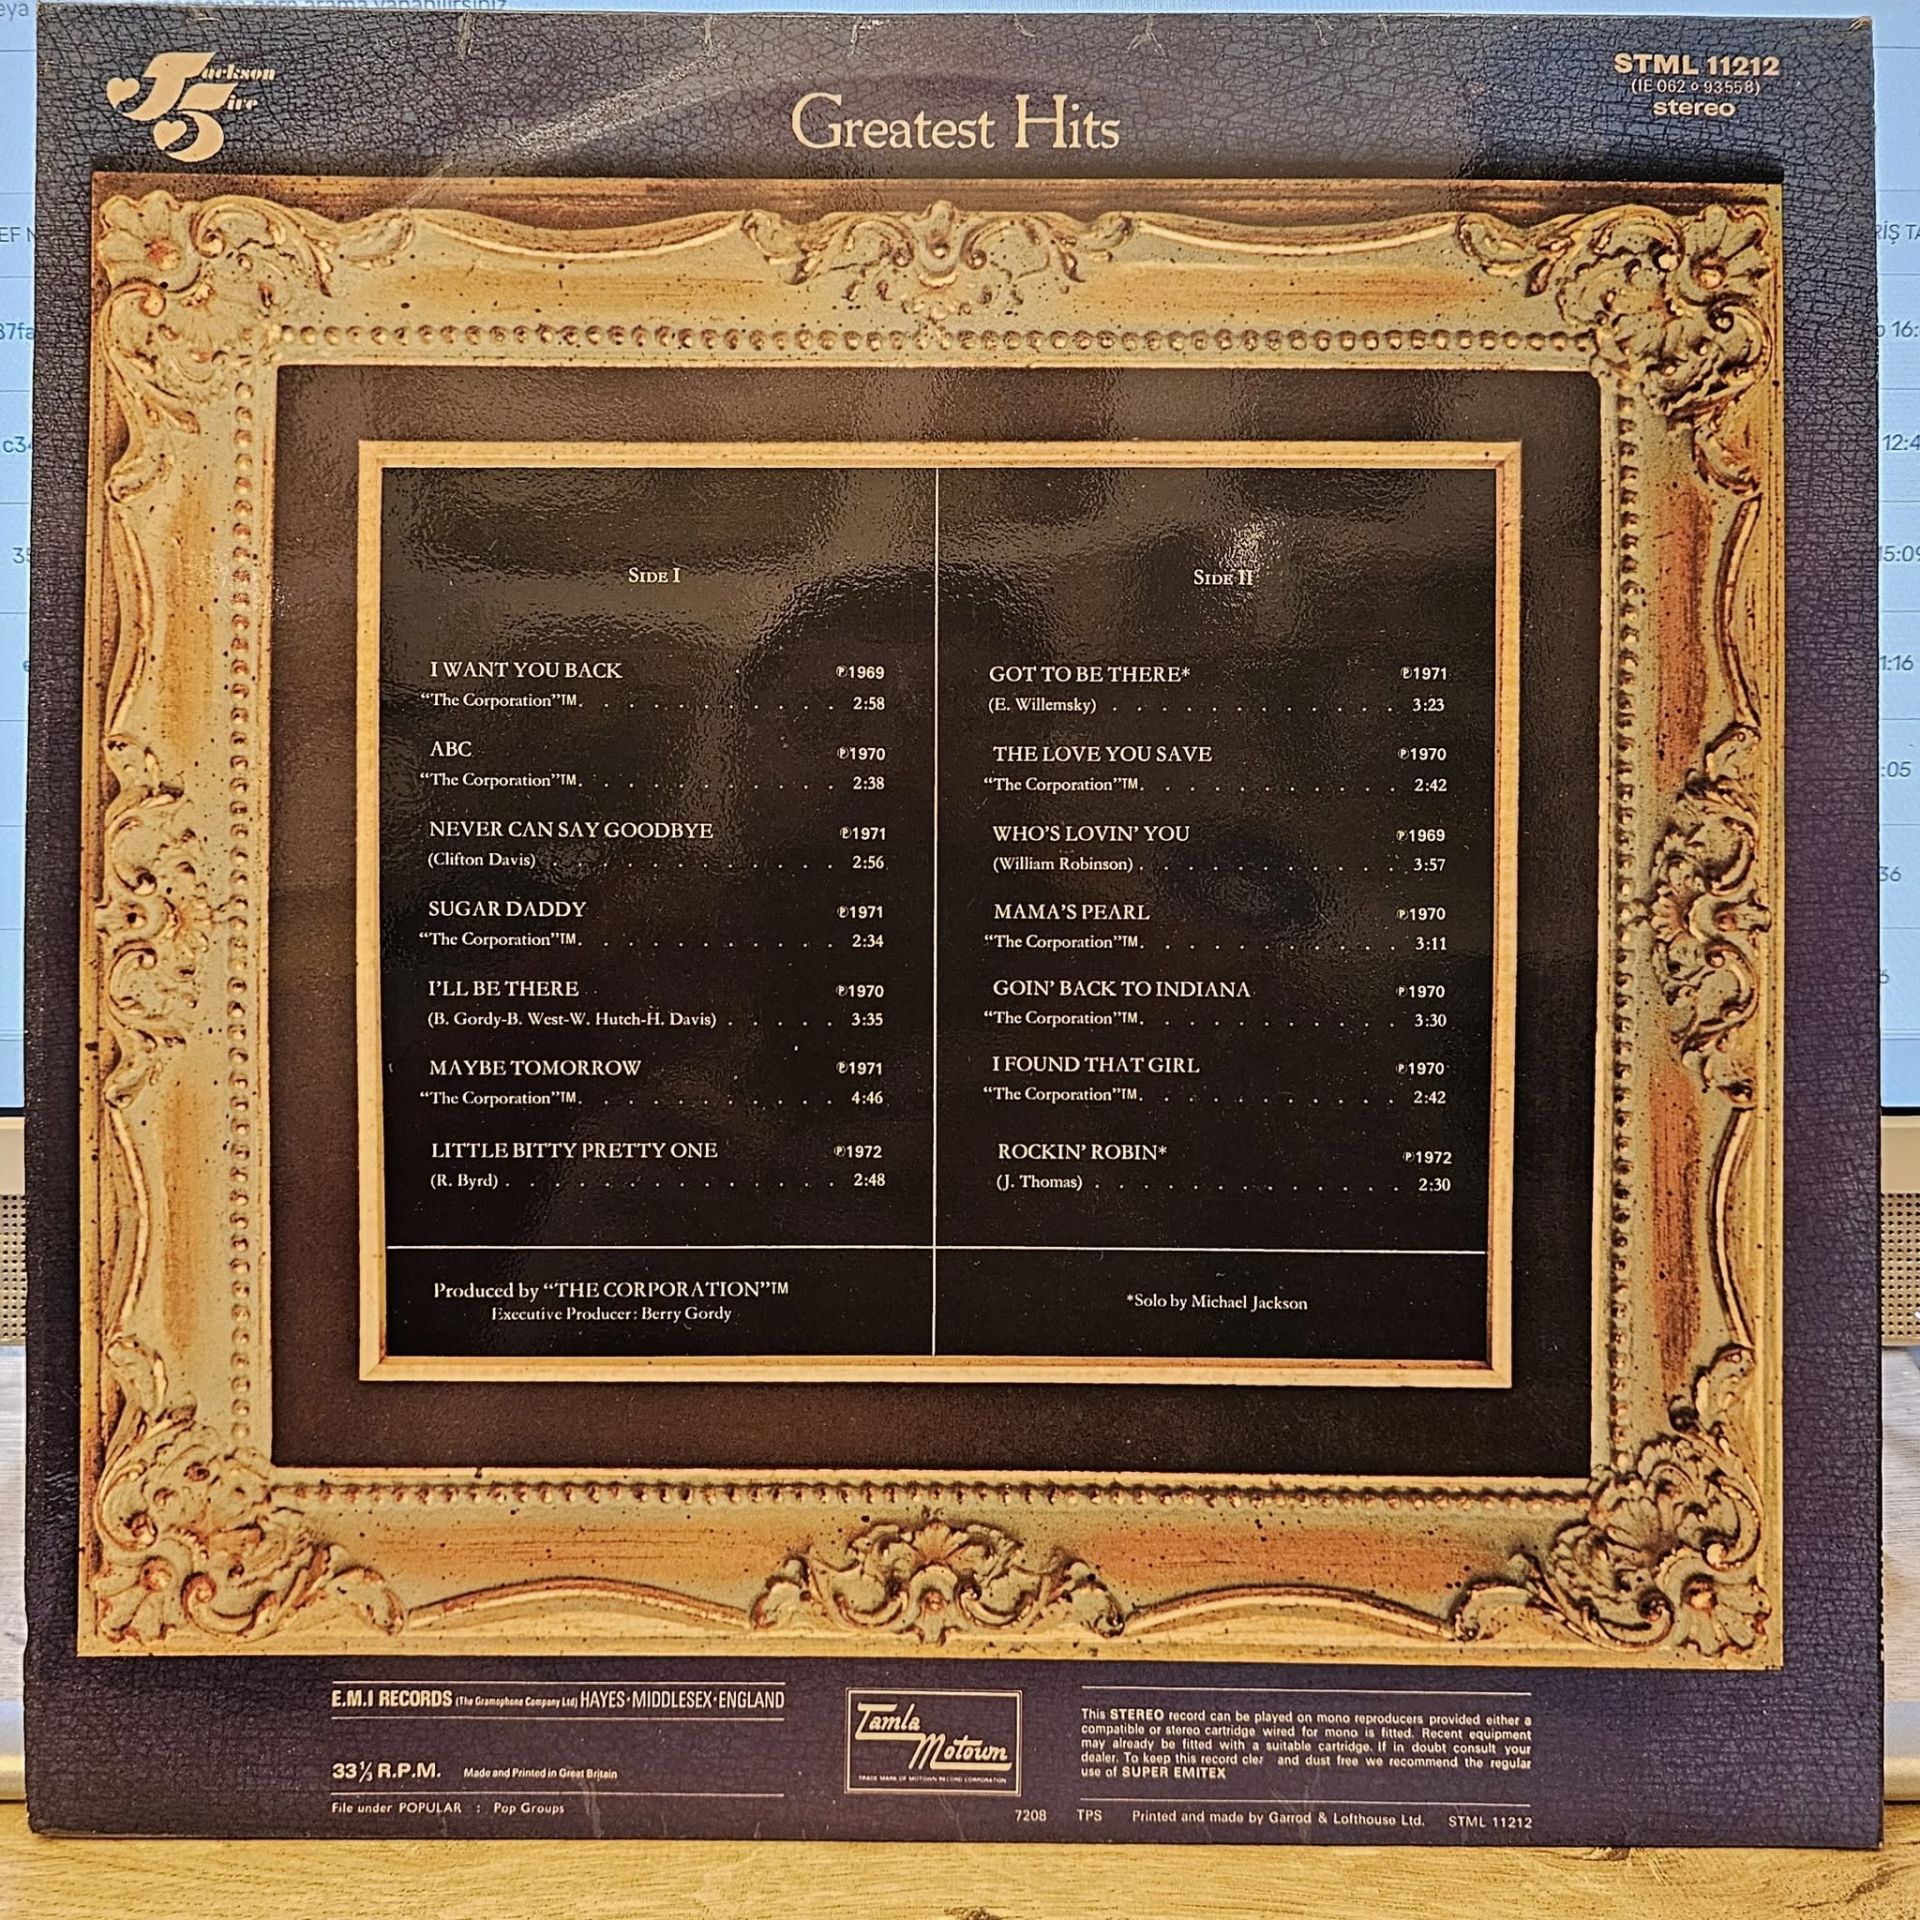 Jackson
5ive
Greatest Hits
STML 11212
(1E 062 o 93558)
stereo
SIDE I
I WANT YOU BACK ℗1969
“The Corporation”™. . . . . . . . . . . 2:58
ABC ℗1970
“The Corporation”™. . . . . . . . . . . 2:38
NEVER CAN SAY GOODBYE ℗1971
(Clifton Davis) . . . . . . . . . . . . 2:56
SUGAR DADDY ℗1971
“The Corporation”™. . . . . . . . . . . 2:34
I’LL BE THERE ℗1970
(B. Gordy-B. West-W. Hutch-H. Davis) . . . . . 3:35
MAYBE TOMORROW ℗1971
“The Corporation”™. . . . . . . . . . . 4:46
LITTLE BITTY PRETTY ONE ℗1972
(R. Byrd) . . . . . . . . . . . . . . 2:48
Produced by “THE CORPORATION”™
Executive Producer: Berry Gordy
SIDE II
GOT TO BE THERE* ℗1971
(E. Willemsky) . . . . . . . . . . . . 3:23
THE LOVE YOU SAVE ℗1970
“The Corporation”™. . . . . . . . . . . 2:42
WHO’S LOVIN’ YOU ℗1969
(William Robinson) . . . . . . . . . . . 3:57
MAMA’S PEARL ℗1970
“The Corporation”™. . . . . . . . . . . 3:11
GOIN’ BACK TO INDIANA ℗1970
“The Corporation”™. . . . . . . . . . . 3:30
I FOUND THAT GIRL ℗1970
“The Corporation”™. . . . . . . . . . . 2:42
ROCKIN’ ROBIN* ℗1972
(J. Thomas) . . . . . . . . . . . . . 2:30
*Solo by Michael Jackson
E.M.I RECORDS (The Gramophone Company Ltd) HAYES·MIDDLESEX·ENGLAND
33⅓ R.P.M. Made and Printed in Great Britain
File under POPULAR : Pop Groups
Tamla
Motown
TRADE MARK OF MOTOWN RECORD CORPORATION
This STEREO record can be played on mono reproducers provided either a
compatible or stereo cartridge wired for mono is fitted. Recent equipment
may already be fitted with a suitable cartridge. If in doubt consult your
dealer. To keep this record cle and dust free we recommend the regular
use of SUPER EMITEX
7208 TPS Printed and made by Garrod & Lofthouse Ltd. STML 11212